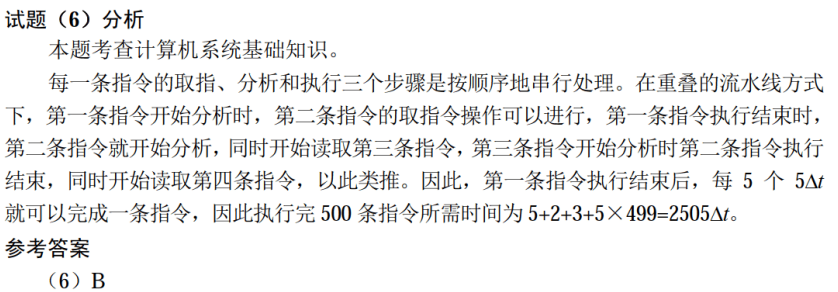 试题（6）分析
本题考查计算机系统基础知识。
每一条指令的取指、分析和执行三个步骤是按顺序地串行处理。在重叠的流水线方式
下，第一条指令开始分析时，第二条指令的取指令操作可以进行，第一条指令执行结束时，
第二条指令就开始分析，同时开始读取第三条指令，第三条指令开始分析时第二条指令执行
结束，同时开始读取第四条指令，以此类推。因此，第一条指令执行结束后，每 5 个 5Δt
就可以完成一条指令，因此执行完 500 条指令所需时间为 5+2+3+5×499=2505Δt。
参考答案
（6）B